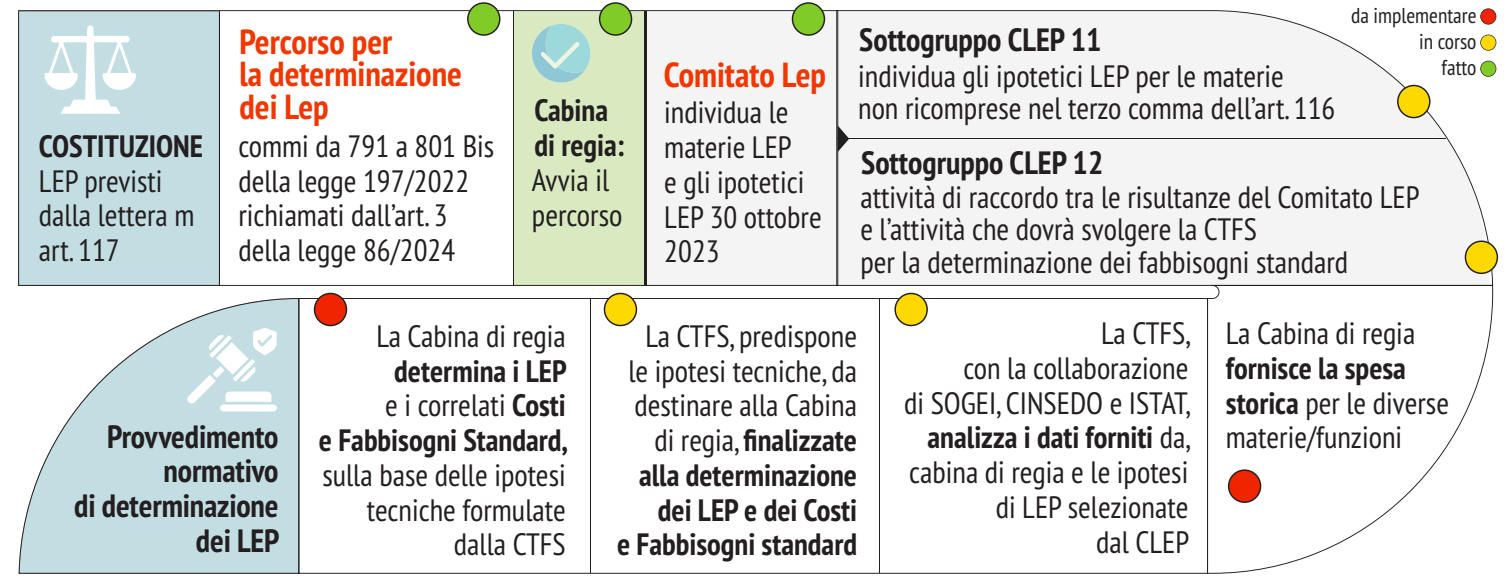 da implementare
in corso
fatto
COSTITUZIONE
LEP previsti
dalla lettera m
art. 117
Percorso per
la determinazione
dei Lep
commi da 791 a 801 Bis
della legge 197/2022
richiamati dall'art. 3
della legge 86/2024
Cabina
di regia:
Avvia il
percorso
Comitato Lep
individua le
materie LEP
e gli ipotetici
LEP 30 ottobre
2023
Sottogruppo CLEP 11
individua gli ipotetici LEP per le materie
non ricomprese nel terzo comma dell'art. 116
Sottogruppo CLEP 12
attività di raccordo tra le risultanze del Comitato LEP
e l'attività che dovrà svolgere la CTFS
per la determinazione dei fabbisogni standard
La Cabina di regia
fornisce la spesa
storica per le diverse
materie/funzioni
La CTFS,
con la collaborazione
di SOGEI, CINSEDO e ISTAT,
analizza i dati forniti da,
cabina di regia e le ipotesi
di LEP selezionate
dal CLEP
La CTFS, predispone
le ipotesi tecniche, da
destinare alla Cabina
di regia, finalizzate
alla determinazione
dei LEP e dei Costi
e Fabbisogni standard
La Cabina di regia
determina i LEP
e i correlati Costi
e Fabbisogni Standard,
sulla base delle ipotesi
tecniche formulate
dalla CTFS
Provvedimento
normativo
di determinazione
dei LEP